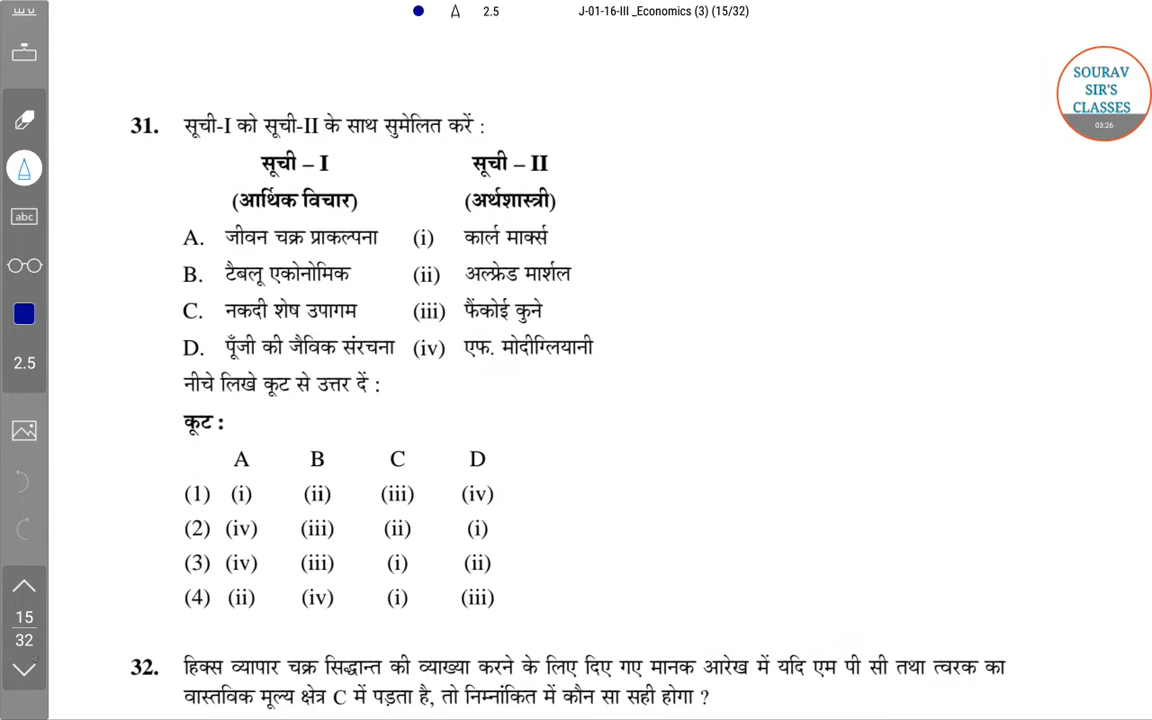 2.5 J-01-16-III _Economics (3) (15/32)
SOURAV
SIR'S
CLASSES
03:26
abc
2.5
15
32
31. सूची-I को सूची-II के साथ सुमेलित करें :
सूची – I सूची – II
(आर्थिक विचार) (अर्थशास्त्री)
A. जीवन चक्र प्राकल्पना (i) कार्ल मार्क्स
B. टैबलू एकोनोमिक (ii) अल्फ्रेड मार्शल
C. नकदी शेष उपागम (iii) फैंकोई कुने
D. पूँजी की जैविक संरचना (iv) एफ. मोदीग्लियानी
नीचे लिखे कूट से उत्तर दें :
कूट :
A B C D
(1) (i) (ii) (iii) (iv)
(2) (iv) (iii) (ii) (i)
(3) (iv) (iii) (i) (ii)
(4) (ii) (iv) (i) (iii)
32. हिक्स व्यापार चक्र सिद्धान्त की व्याख्या करने के लिए दिए गए मानक आरेख में यदि एम पी सी तथा त्वरक का
वास्तविक मूल्य क्षेत्र C में पड़ता है, तो निम्नांकित में कौन सा सही होगा ?